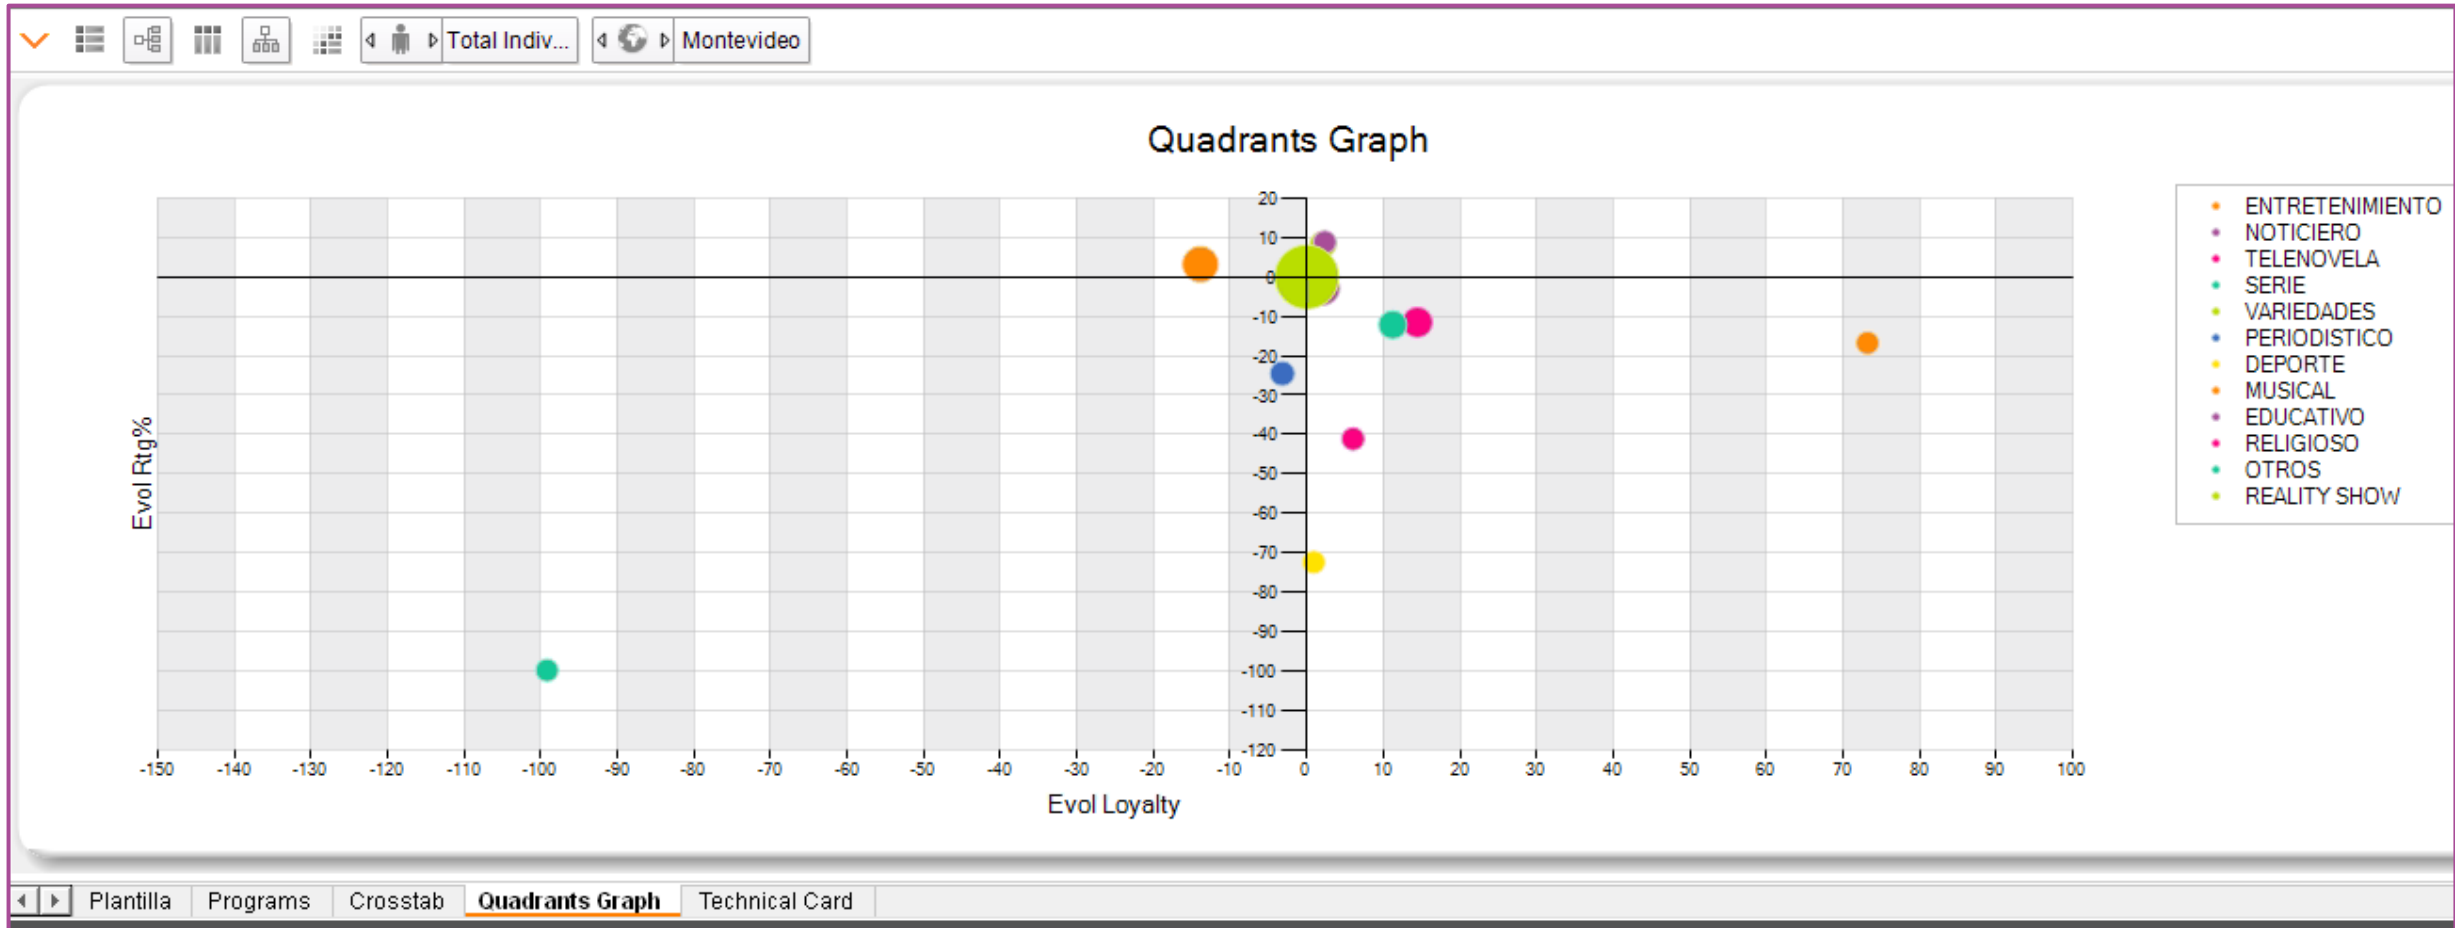 Total Indiv... Montevideo
Quadrants Graph
20
10
0
-10
-20
-30
-40
-50
-60
-70
-80
-90
-100
-110
-120
Evol Rtg%
-150 -140 -130 -120 -110 -100 -90 -80 -70 -60 -50 -40 -30 -20 -10 0 10 20 30 40 50 60 70 80 90 100
Evol Loyalty
ENTRETENIMIENTO
NOTICIERO
TELENOVELA
SERIE
VARIEDADES
PERIODISTICO
DEPORTE
MUSICAL
EDUCATIVO
RELIGIOSO
OTROS
REALITY SHOW
Plantilla Programs Crosstab Quadrants Graph Technical Card